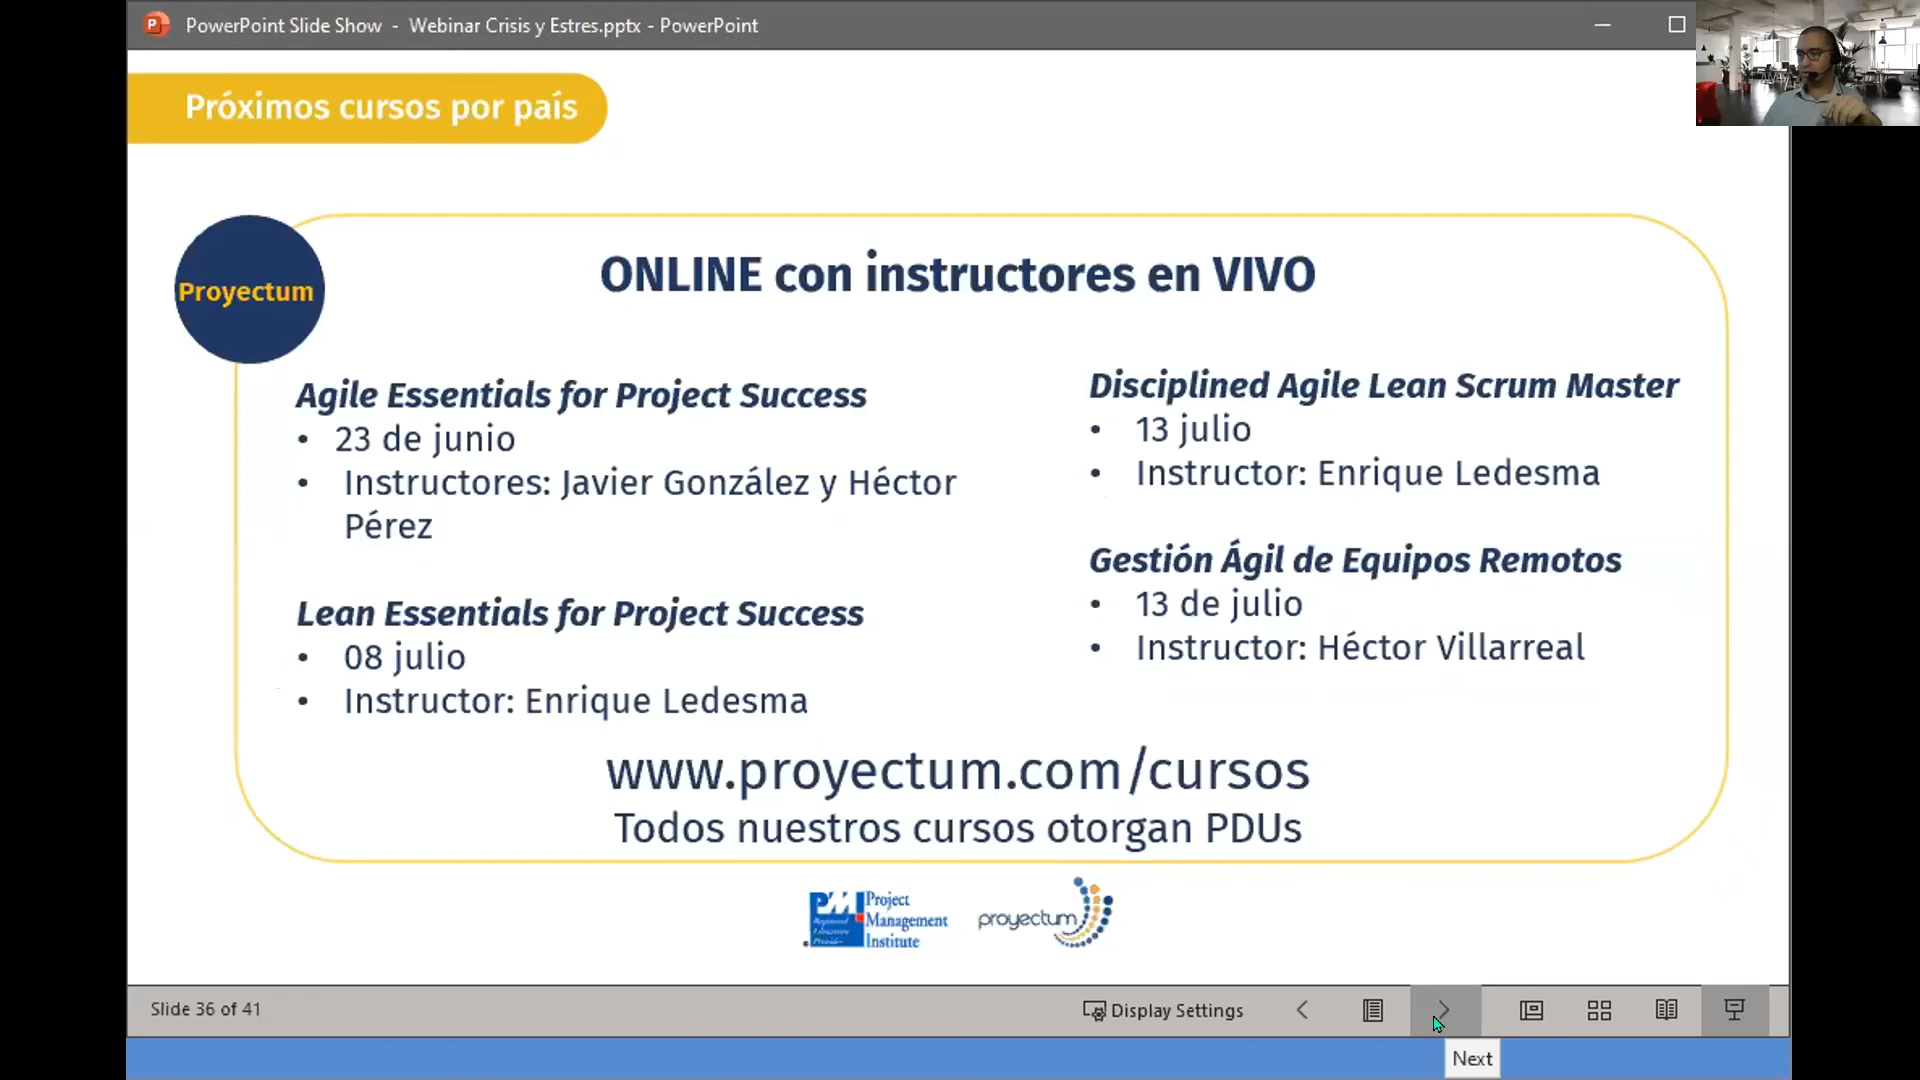 PowerPoint Slide Show - Webinar Crisis y Estres.pptx - PowerPoint
Próximos cursos por país
Proyectum
ONLINE con instructores en VIVO
Agile Essentials for Project Success
• 23 de junio
• Instructores: Javier González y Héctor
Pérez
Lean Essentials for Project Success
• 08 julio
• Instructor: Enrique Ledesma
Disciplined Agile Lean Scrum Master
• 13 julio
• Instructor: Enrique Ledesma
Gestión Ágil de Equipos Remotos
• 13 de julio
• Instructor: Héctor Villarreal
www.proyectum.com/cursos
Todos nuestros cursos otorgan PDUs
PMI
Project
Management
Institute
proyectum
Slide 36 of 41
Display Settings
Next